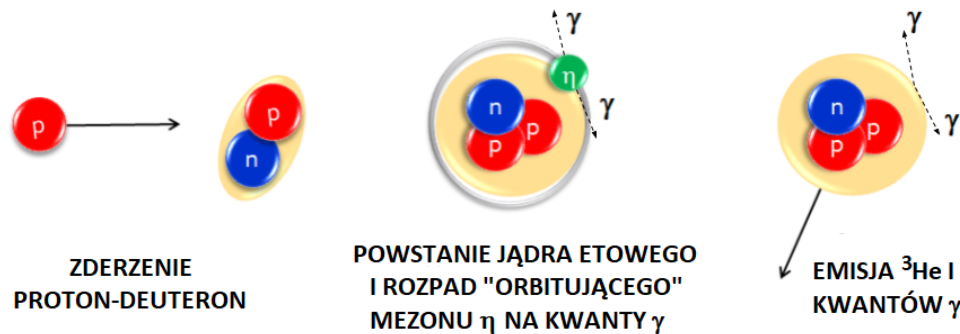 p
p
n
γ
η
γ
n
p
p
γ
γ
n
p
p
ZDERZENIE
PROTON-DEUTERON
POWSTANIE JĄDRA ETOWEGO
I ROZPAD "ORBITUJĄCEGO"
MEZONU η NA KWANTY γ
EMISJA ³He I
KWANTÓW γ